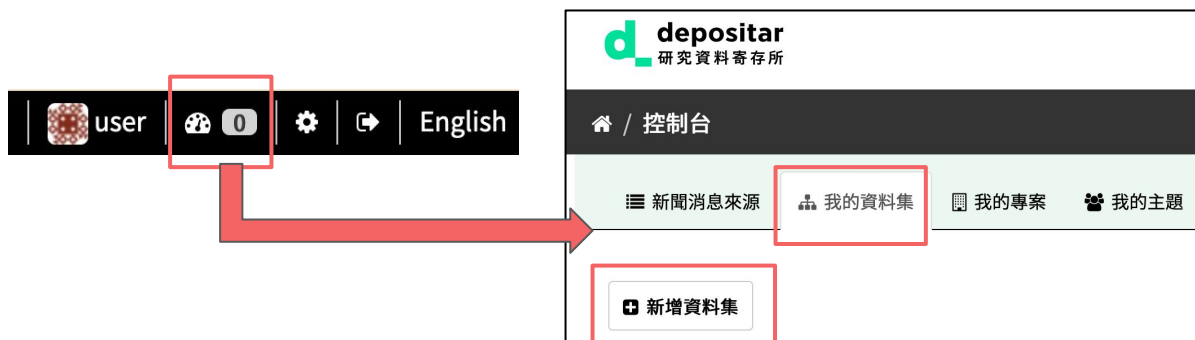 user 0 English
depositar
研究資料寄存所
/ 控制台
新聞消息來源 我的資料集 我的專案 我的主題
新增資料集